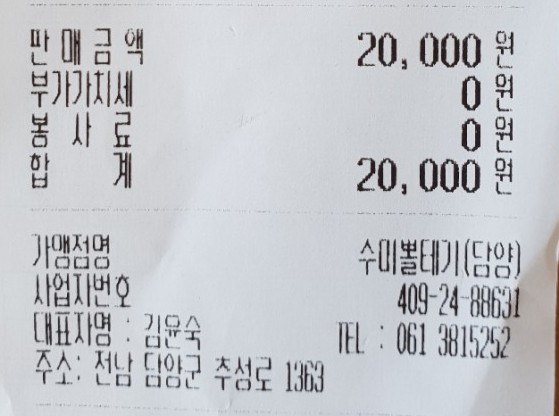 판 매 금 액 20,000 원
부가가치세 0 원
봉 사 료 0 원
합 계 20,000 원
가맹점명 수미뽈태기(담양)
사업자번호 409-24-88631
대표자명 : 김윤숙 TEL : 061 3815252
주소: 전남 담양군 추성로 1363